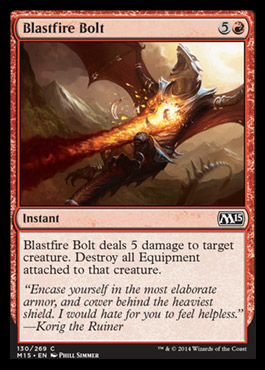 Blastfire Bolt 5
Instant M15
Blastfire Bolt deals 5 damage to target
creature. Destroy all Equipment
attached to that creature.
“Encase yourself in the most elaborate
armor, and cover behind the heaviest
shield. I would hate for you to feel helpless.”
—Korig the Ruiner
130/269 C
M15 • EN PHILL SIMMER ™ & © 2014 Wizards of the Coast